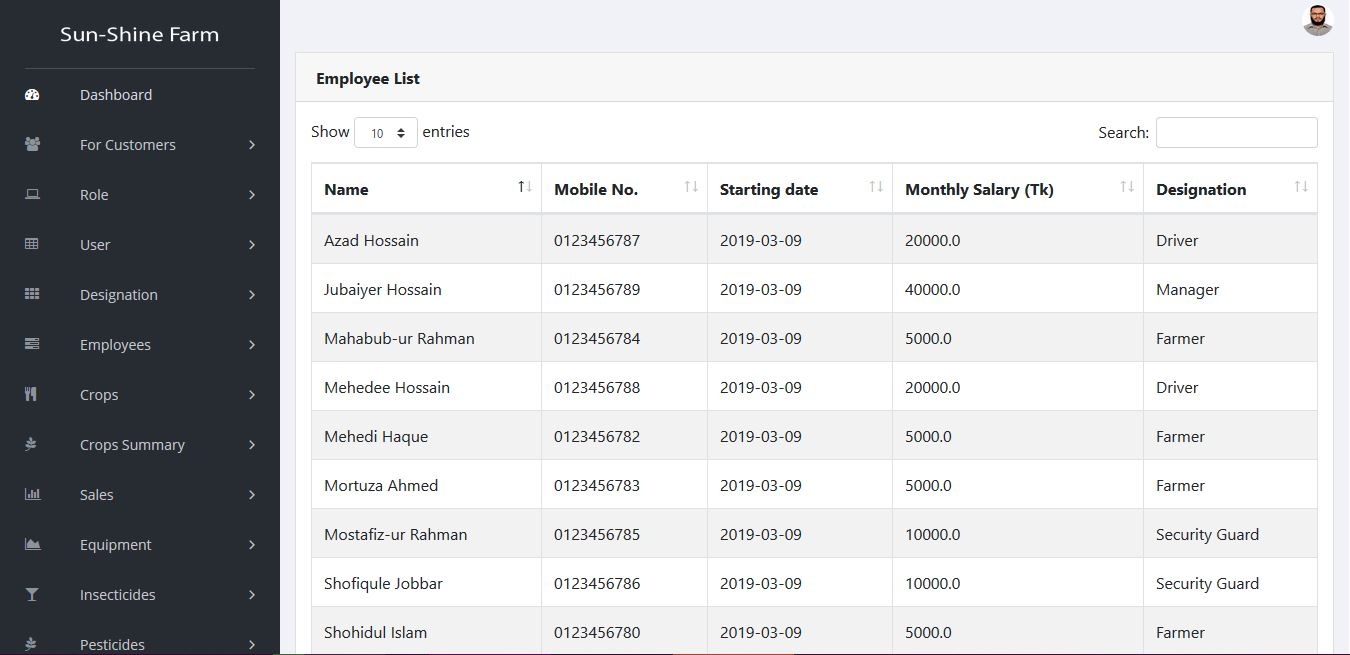 Sun-Shine Farm
Dashboard
For Customers
Role
User
Designation
Employees
Crops
Crops Summary
Sales
Equipment
Insecticides
Pesticides
Employee List
Show 10 entries Search:
Name Mobile No. Starting date Monthly Salary (Tk) Designation
Azad Hossain 0123456787 2019-03-09 20000.0 Driver
Jubaiyer Hossain 0123456789 2019-03-09 40000.0 Manager
Mahabub-ur Rahman 0123456784 2019-03-09 5000.0 Farmer
Mehedee Hossain 0123456788 2019-03-09 20000.0 Driver
Mehedi Haque 0123456782 2019-03-09 5000.0 Farmer
Mortuza Ahmed 0123456783 2019-03-09 5000.0 Farmer
Mostafiz-ur Rahman 0123456785 2019-03-09 10000.0 Security Guard
Shofiqule Jobbar 0123456786 2019-03-09 10000.0 Security Guard
Shohidul Islam 0123456780 2019-03-09 5000.0 Farmer